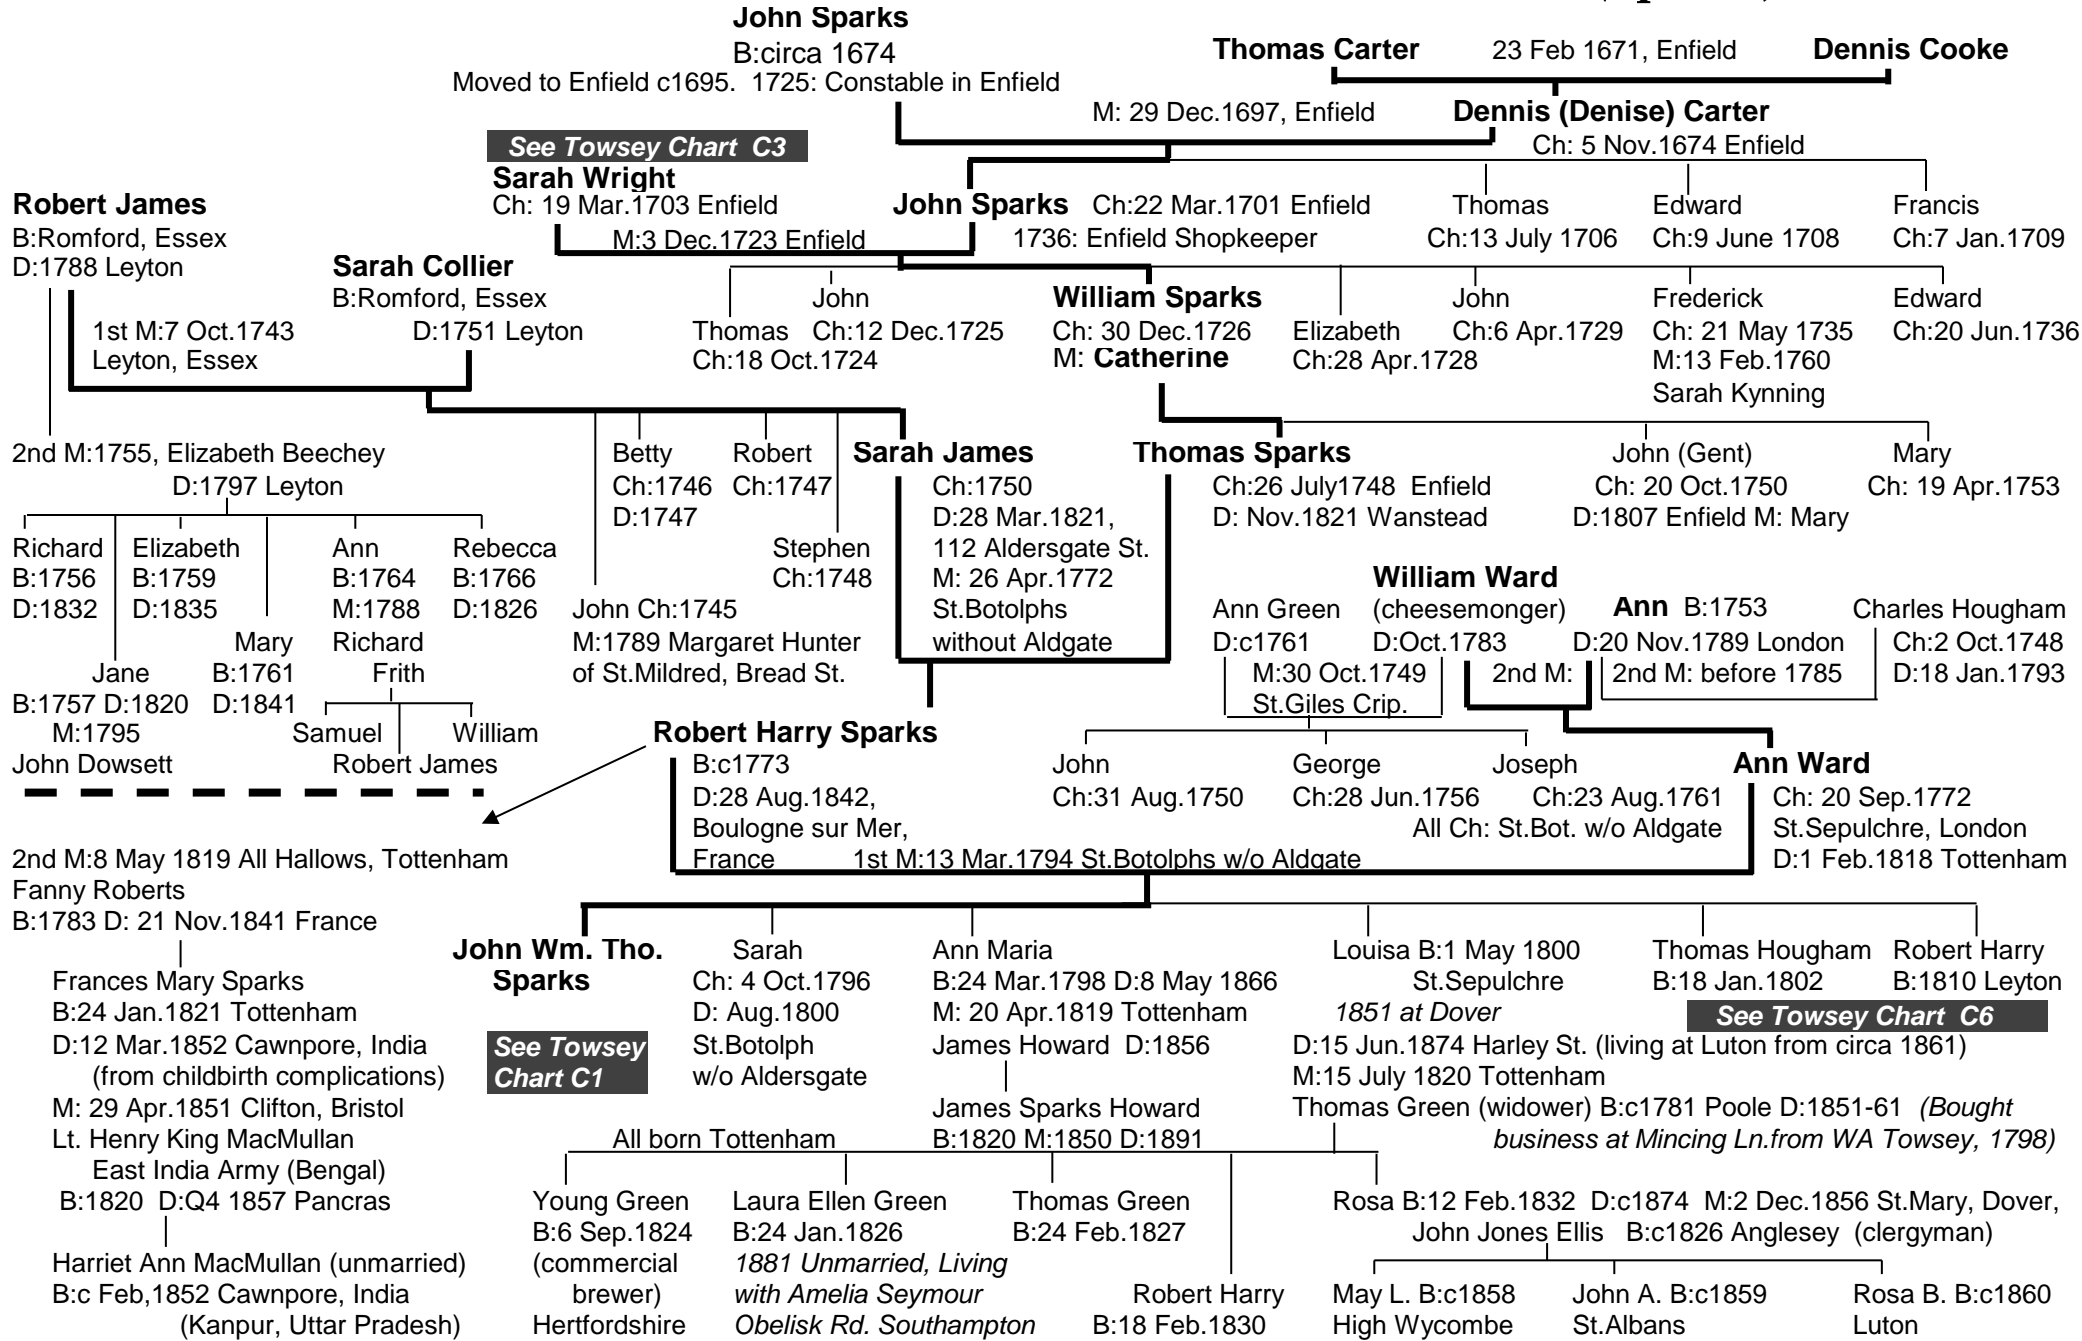 John Sparks
B:circa 1674
Moved to Enfield c1695. 1725: Constable in Enfield
Thomas Carter
23 Feb 1671, Enfield
Dennis Cooke
M: 29 Dec.1697, Enfield
Dennis (Denise) Carter
Ch: 5 Nov.1674 Enfield
See Towsey Chart C3
Sarah Wright
Ch: 19 Mar.1703 Enfield
M:3 Dec.1723 Enfield
John Sparks Ch:22 Mar.1701 Enfield
1736: Enfield Shopkeeper
Thomas
Ch:13 July 1706
Edward
Ch:9 June 1708
Francis
Ch:7 Jan.1709
Robert James
B:Romford, Essex
D:1788 Leyton
1st M:7 Oct.1743
Leyton, Essex
Sarah Collier
B:Romford, Essex
D:1751 Leyton
Thomas
Ch:18 Oct.1724
John
Ch:12 Dec.1725
William Sparks
Ch: 30 Dec.1726
M: Catherine
Elizabeth
Ch:28 Apr.1728
John
Ch:6 Apr.1729
Frederick
Ch: 21 May 1735
M:13 Feb.1760
Sarah Kynning
Edward
Ch:20 Jun.1736
2nd M:1755, Elizabeth Beechey
D:1797 Leyton
Richard
B:1756
D:1832
Jane
B:1757 D:1820
M:1795
John Dowsett
Elizabeth
B:1759
D:1835
Mary
B:1761
D:1841
Ann
B:1764
M:1788
Richard
Frith
Samuel
Robert James
William
Rebecca
B:1766
D:1826
John Ch:1745
M:1789 Margaret Hunter
of St.Mildred, Bread St.
Betty
Ch:1746
D:1747
Robert
Ch:1747
Stephen
Ch:1748
Sarah James
Ch:1750
D:28 Mar.1821,
112 Aldersgate St.
M: 26 Apr.1772
St.Botolphs
without Aldgate
Thomas Sparks
Ch:26 July1748 Enfield
D: Nov.1821 Wanstead
John (Gent)
Ch: 20 Oct.1750
D:1807 Enfield M: Mary
Mary
Ch: 19 Apr.1753
Ann Green
D:c1761
M:30 Oct.1749
St.Giles Crip.
William Ward
(cheesemonger)
D:Oct.1783
2nd M:
Ann B:1753
D:20 Nov.1789 London
2nd M: before 1785
Charles Hougham
Ch:2 Oct.1748
D:18 Jan.1793
Robert Harry Sparks
B:c1773
D:28 Aug.1842,
Boulogne sur Mer,
France
1st M:13 Mar.1794 St.Botolphs w/o Aldgate
John
Ch:31 Aug.1750
George
Ch:28 Jun.1756
Joseph
Ch:23 Aug.1761
All Ch: St.Bot. w/o Aldgate
Ann Ward
Ch: 20 Sep.1772
St.Sepulchre, London
D:1 Feb.1818 Tottenham
2nd M:8 May 1819 All Hallows, Tottenham
Fanny Roberts
B:1783 D: 21 Nov.1841 France
Frances Mary Sparks
B:24 Jan.1821 Tottenham
D:12 Mar.1852 Cawnpore, India
(from childbirth complications)
M: 29 Apr.1851 Clifton, Bristol
Lt. Henry King MacMullan
East India Army (Bengal)
B:1820 D:Q4 1857 Pancras
Harriet Ann MacMullan (unmarried)
B:c Feb,1852 Cawnpore, India
(Kanpur, Uttar Pradesh)
John Wm. Tho.
Sparks
See Towsey
Chart C1
Sarah
Ch: 4 Oct.1796
D: Aug.1800
St.Botolph
w/o Aldersgate
Ann Maria
B:24 Mar.1798 D:8 May 1866
M: 20 Apr.1819 Tottenham
James Howard D:1856
James Sparks Howard
B:1820 M:1850 D:1891
Louisa B:1 May 1800
St.Sepulchre
1851 at Dover
D:15 Jun.1874 Harley St. (living at Luton from circa 1861)
M:15 July 1820 Tottenham
Thomas Green (widower) B:c1781 Poole D:1851-61 (Bought
business at Mincing Ln.from WA Towsey, 1798)
Thomas Hougham
B:18 Jan.1802
Robert Harry
B:1810 Leyton
See Towsey Chart C6
All born Tottenham
Young Green
B:6 Sep.1824
(commercial
brewer)
Hertfordshire
Laura Ellen Green
B:24 Jan.1826
1881 Unmarried, Living
with Amelia Seymour
Obelisk Rd. Southampton
Thomas Green
B:24 Feb.1827
Robert Harry
B:18 Feb.1830
Rosa B:12 Feb.1832 D:c1874 M:2 Dec.1856 St.Mary, Dover,
John Jones Ellis B:c1826 Anglesey (clergyman)
May L. B:c1858
High Wycombe
John A. B:c1859
St.Albans
Rosa B. B:c1860
Luton